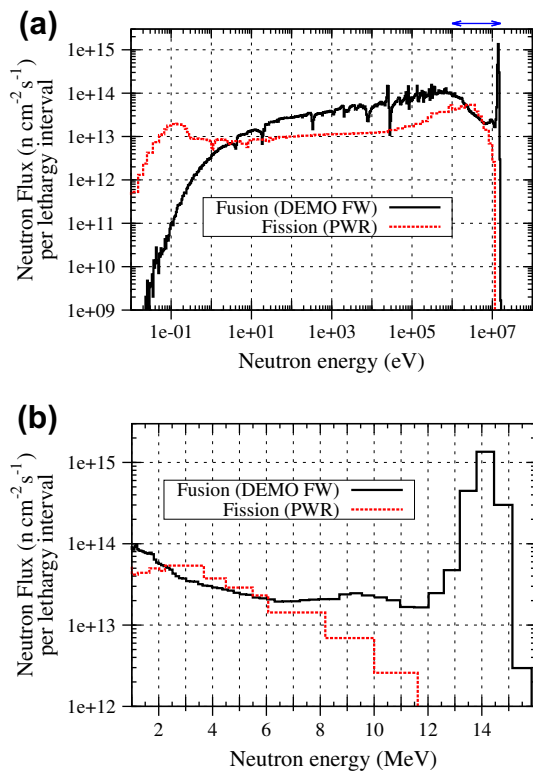 (a)
Neutron Flux (n cm-2 s-1)
per lethargy interval
1e+15
1e+14
1e+13
1e+12
1e+11
1e+10
1e+09
Fusion (DEMO FW)
Fission (PWR)
1e-01 1e+01 1e+03 1e+05 1e+07
Neutron energy (eV)
(b)
Neutron Flux (n cm-2 s-1)
per lethargy interval
1e+15
1e+14
1e+13
1e+12
Fusion (DEMO FW)
Fission (PWR)
2 4 6 8 10 12 14
Neutron energy (MeV)